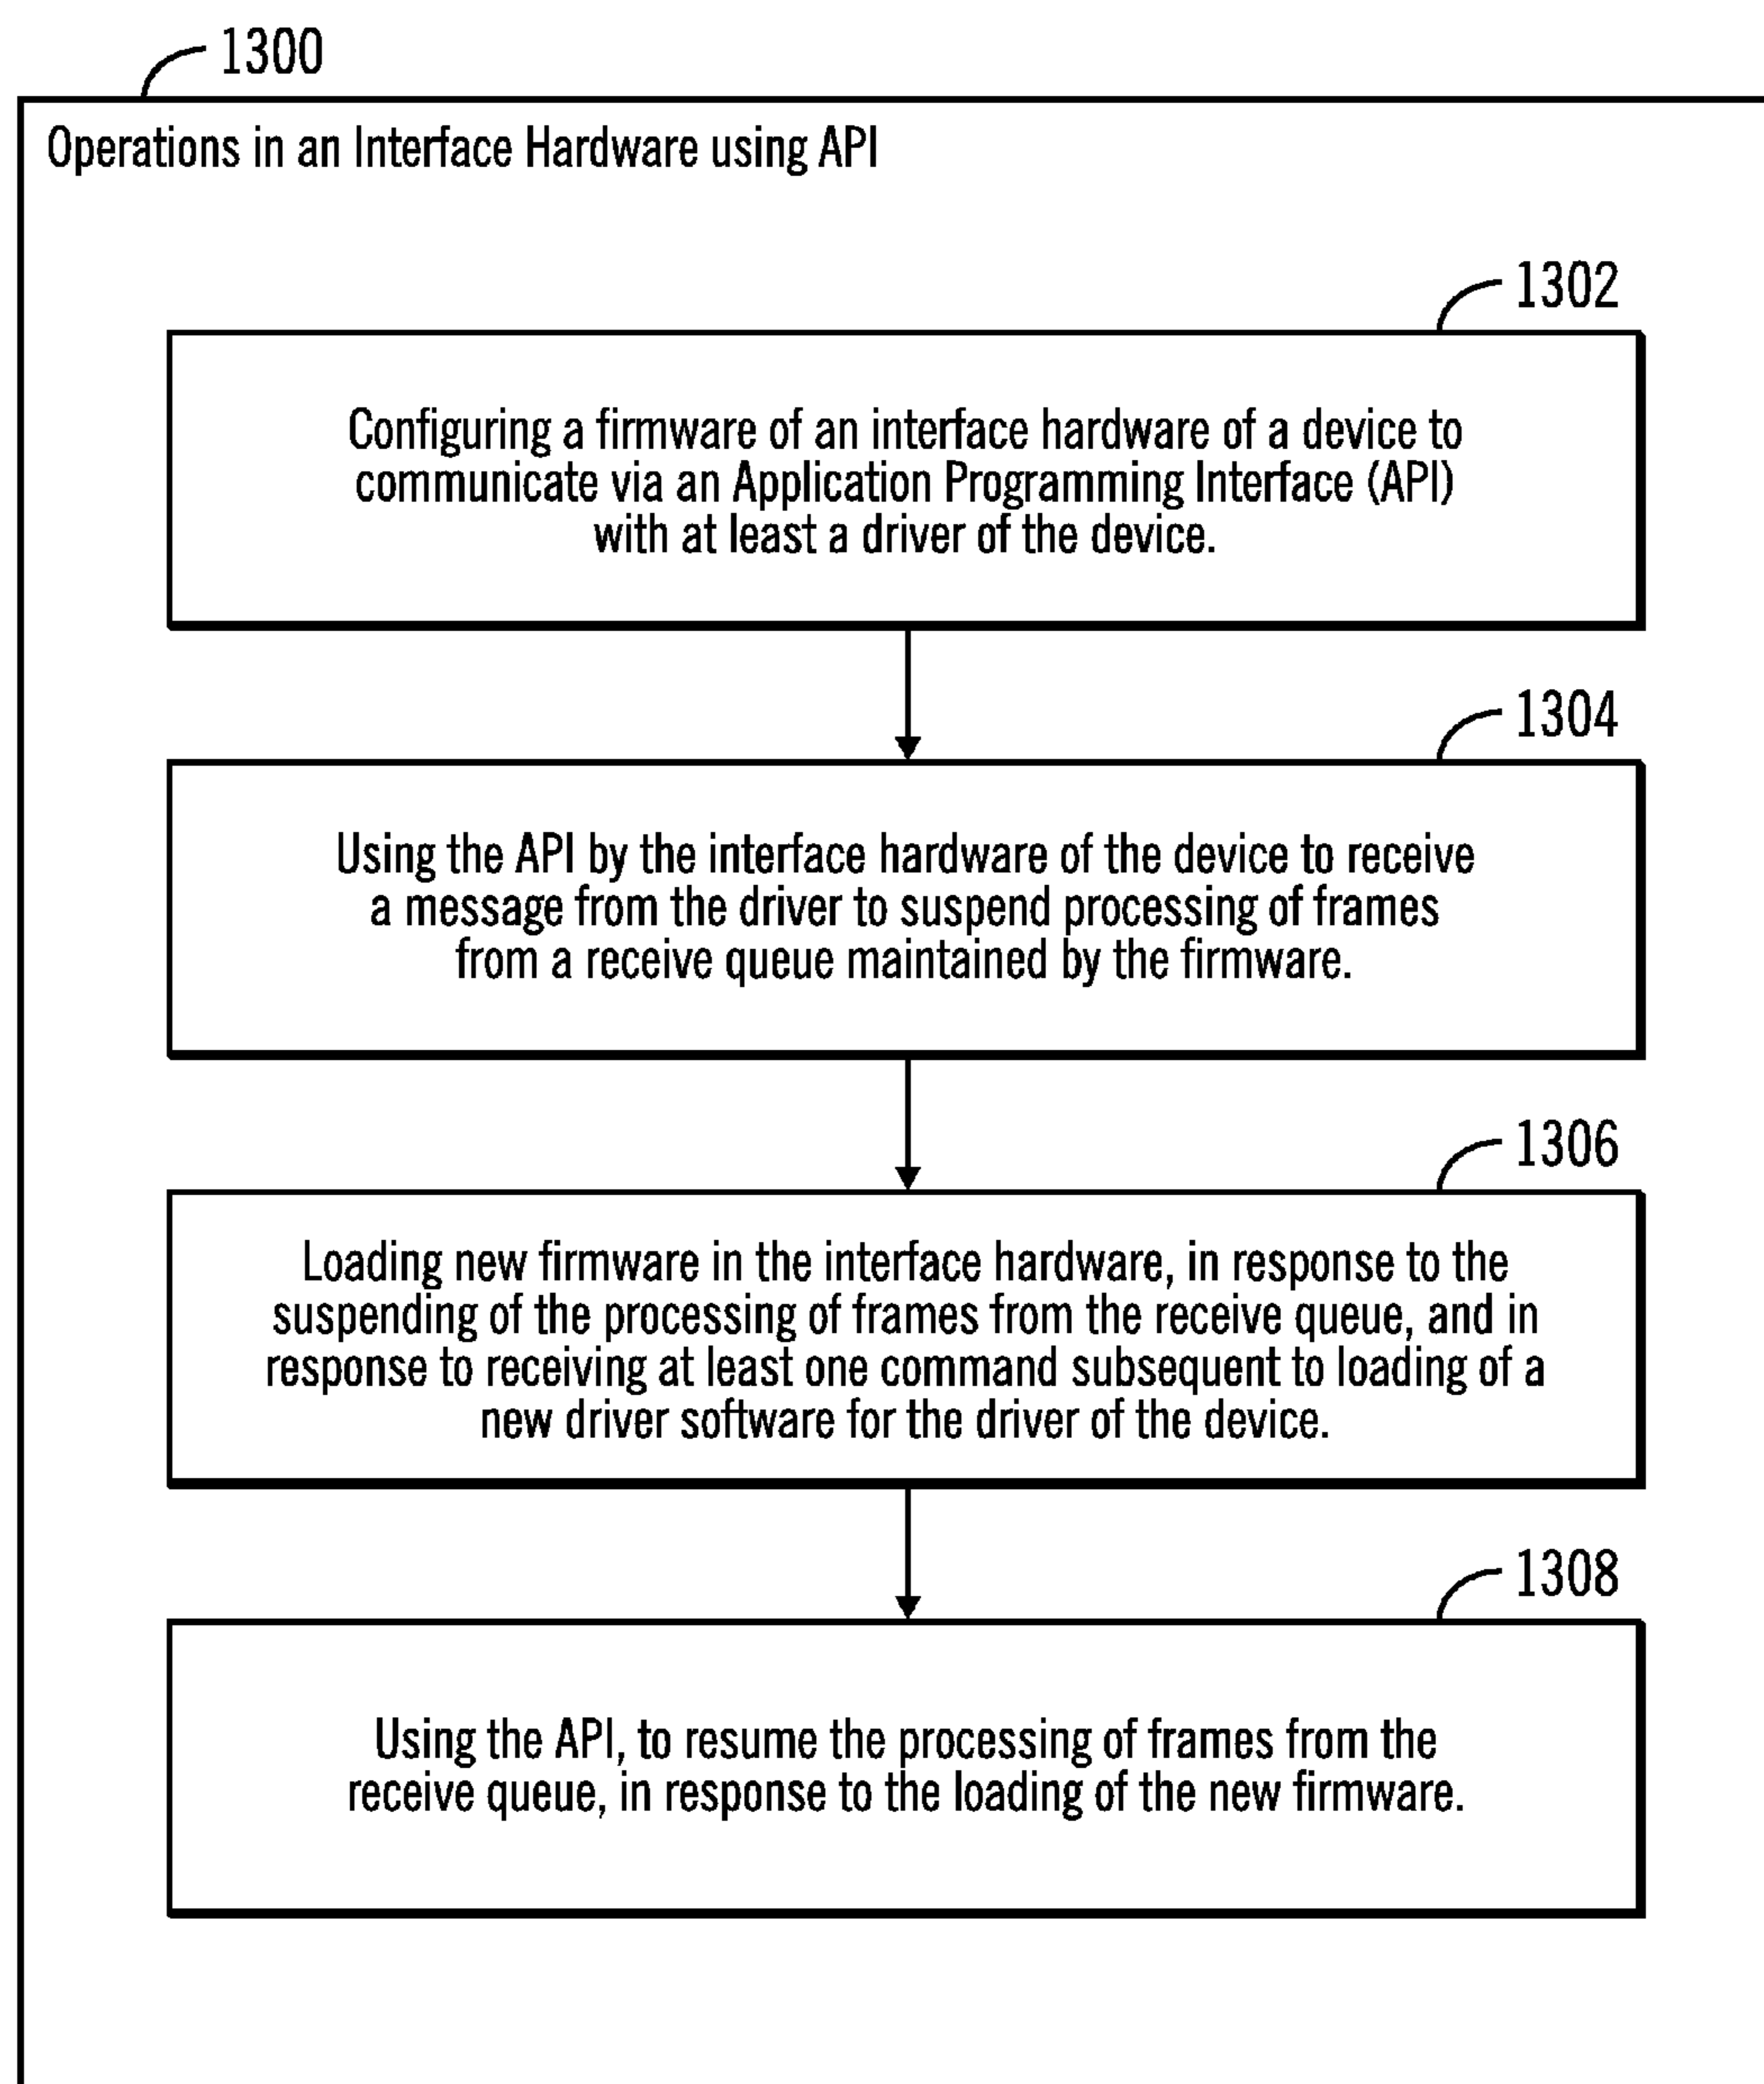 1300
Operations in an Interface Hardware using API
1302
Configuring a firmware of an interface hardware of a device to
communicate via an Application Programming Interface (API)
with at least a driver of the device.
1304
Using the API by the interface hardware of the device to receive
a message from the driver to suspend processing of frames
from a receive queue maintained by the firmware.
1306
Loading new firmware in the interface hardware, in response to the
suspending of the processing of frames from the receive queue, and in
response to receiving at least one command subsequent to loading of a
new driver software for the driver of the device.
1308
Using the API, to resume the processing of frames from the
receive queue, in response to the loading of the new firmware.